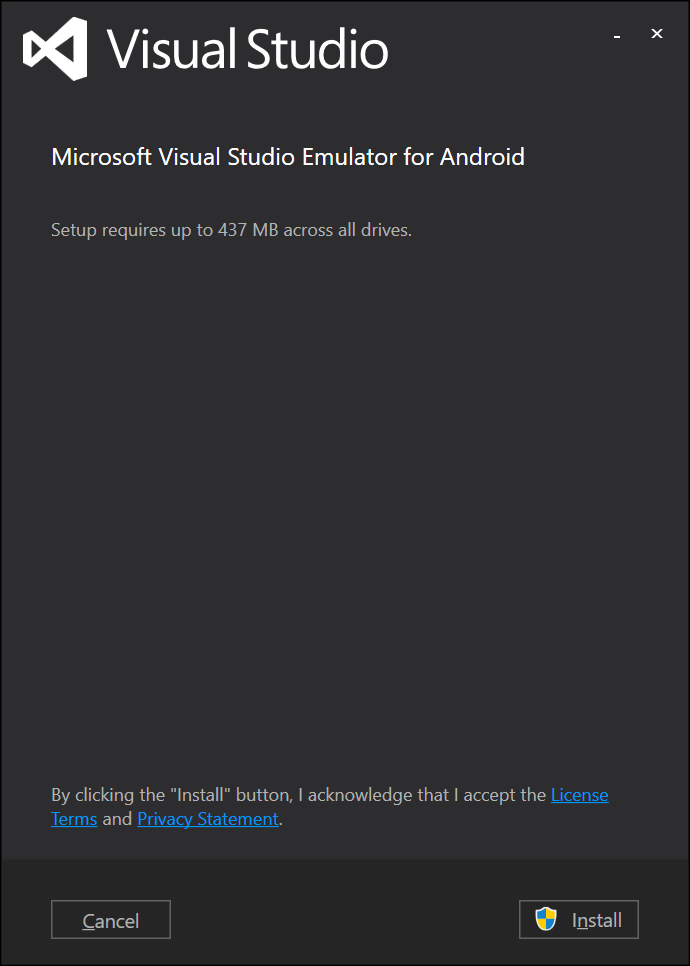 Visual Studio
Microsoft Visual Studio Emulator for Android
Setup requires up to 437 MB across all drives.
By clicking the "Install" button, I acknowledge that I accept the License
Terms and Privacy Statement.
Cancel
Install